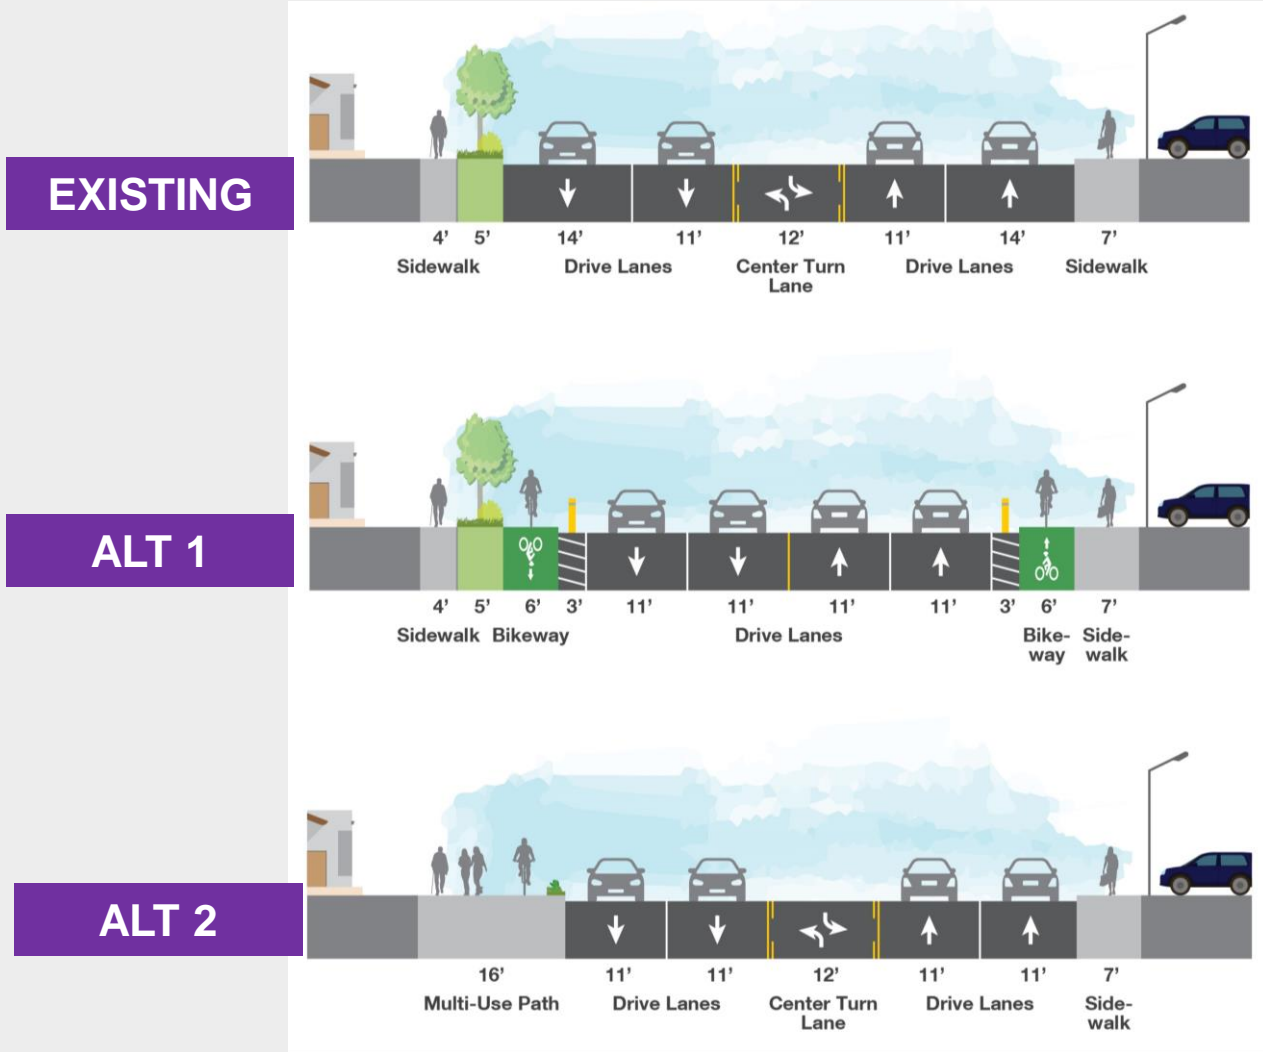 EXISTING
4' 5' 14' 11' 12' 11' 14' 7'
Sidewalk Drive Lanes Center Turn Drive Lanes Sidewalk
Lane
ALT 1
4' 5' 6' 3' 11' 11' 11' 11' 3' 6' 7'
Sidewalk Bikeway Drive Lanes Bike- Side-
way walk
ALT 2
16' 11' 11' 12' 11' 11' 7'
Multi-Use Path Drive Lanes Center Turn Drive Lanes Side-
Lane walk